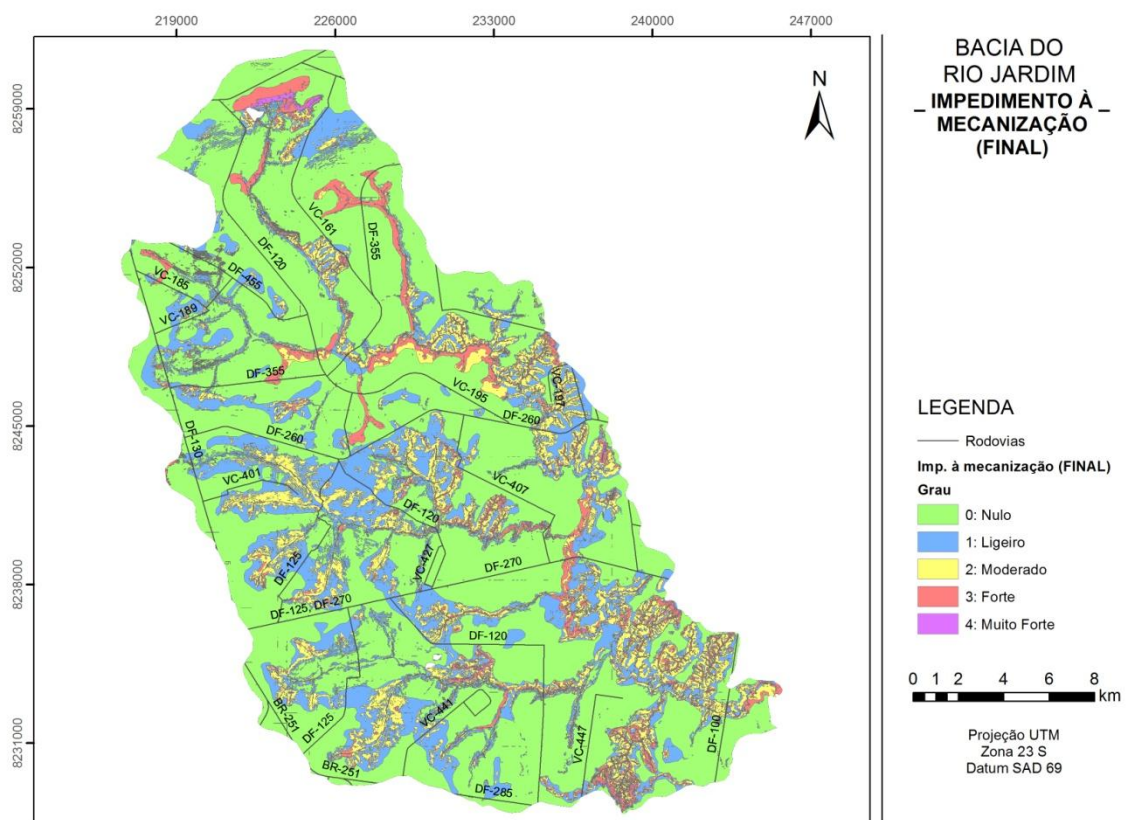 219000
226000
233000
240000
247000
8259000
8252000
8245000
8238000
8231000
N
BACIA DO
RIO JARDIM
_ IMPEDIMENTO À _
MECANIZAÇÃO
(FINAL)
VC-161
DF-355
DF-120
DF-455
VC-185
VC-189
DF-355
VC-195
VC-197
DF-260
DF-260
DF-130
VC-401
VC-407
DF-120
DF-125
VC-427
DF-270
DF-125, DF-270
DF-120
BR-251
DF-125
VC-441
VC-447
DF-100
BR-251
DF-285
LEGENDA
Rodovias
Imp. à mecanização (FINAL)
Grau
0: Nulo
1: Ligeiro
2: Moderado
3: Forte
4: Muito Forte
0 1 2 4 6 8
km
Projeção UTM
Zona 23 S
Datum SAD 69